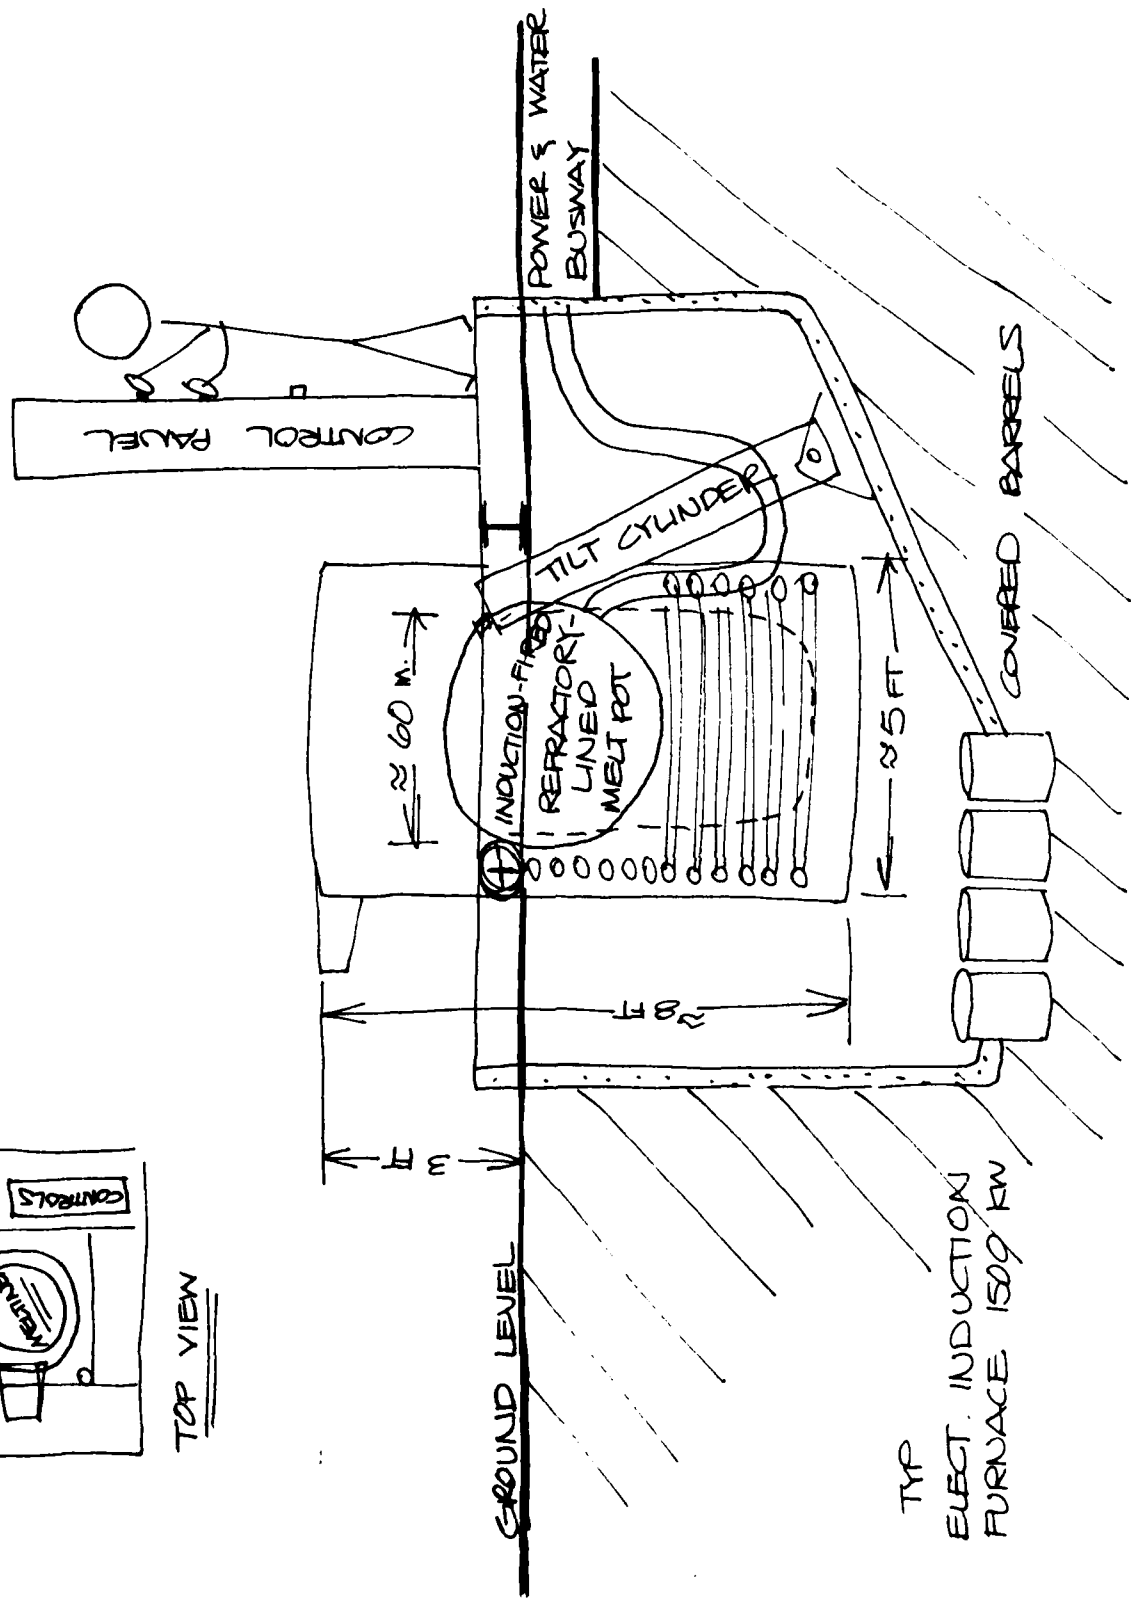 CONTROLS
MELTING
TOP VIEW
CONTROL PANEL
GROUND LEVEL
3 FT
≈8 FT
≈ 60 in.
INDUCTION-FIRED
REFRACTORY-
LINED
MELT POT
TILT CYLINDER
POWER & WATER
BUSWAY
≈ 5 FT
COVERED BARRELS
TYP
ELECT. INDUCTION
FURNACE 1500 KW